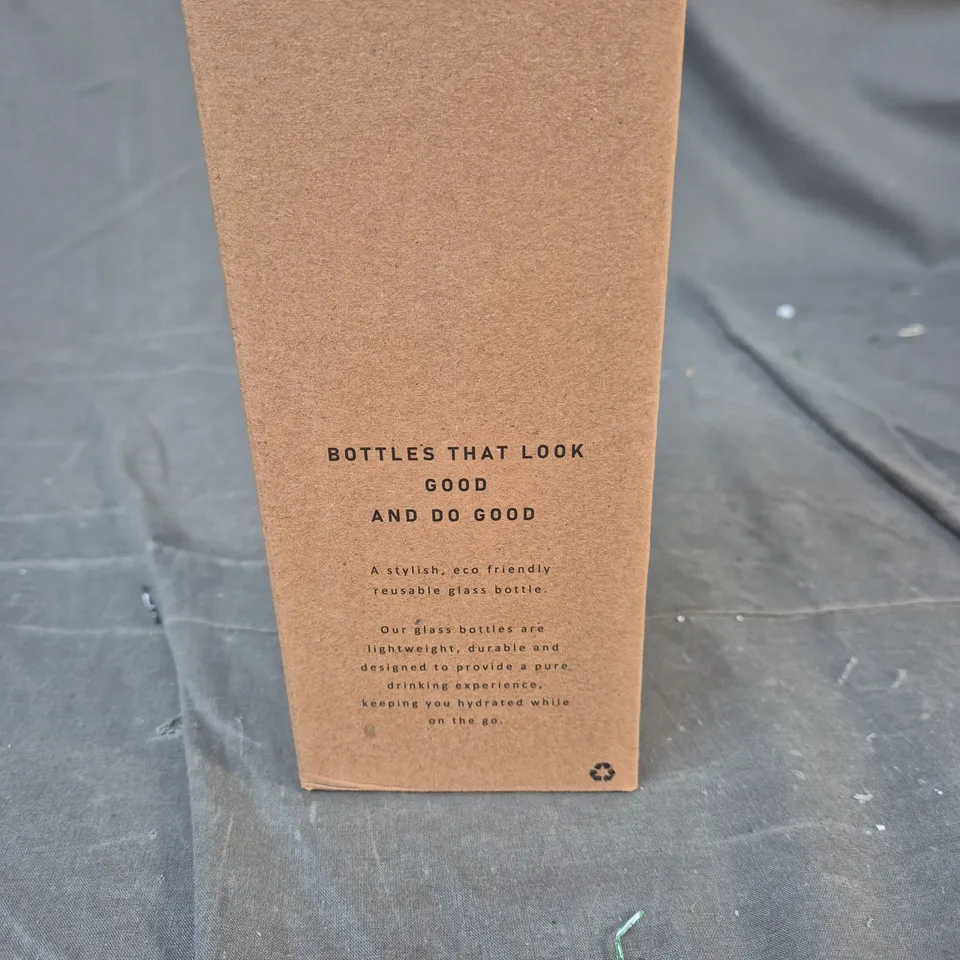 BOTTLES THAT LOOK
GOOD
AND DO GOOD
A stylish, eco friendly
reusable glass bottle.
Our glass bottles are
lightweight, durable and
designed to provide a pure
drinking experience,
keeping you hydrated while
on the go.